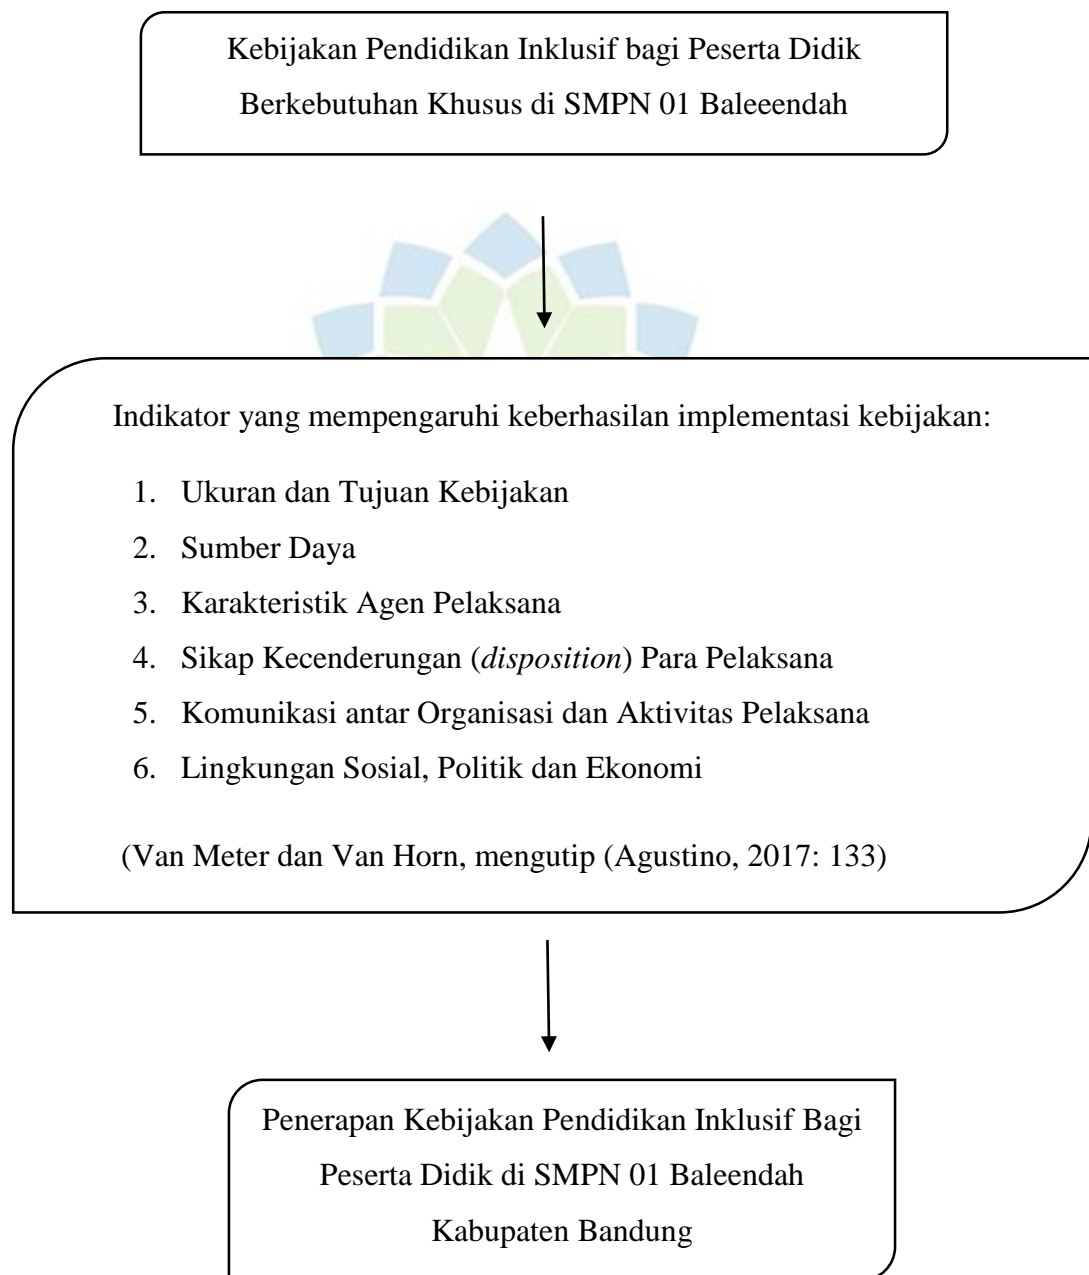 Kebijakan Pendidikan Inklusif bagi Peserta Didik
Berkebutuhan Khusus di SMPN 01 Baleeendah
Indikator yang mempengaruhi keberhasilan implementasi kebijakan:
1. Ukuran dan Tujuan Kebijakan
2. Sumber Daya
3. Karakteristik Agen Pelaksana
4. Sikap Kecenderungan (disposition) Para Pelaksana
5. Komunikasi antar Organisasi dan Aktivitas Pelaksana
6. Lingkungan Sosial, Politik dan Ekonomi
(Van Meter dan Van Horn, mengutip (Agustino, 2017: 133)
Penerapan Kebijakan Pendidikan Inklusif Bagi
Peserta Didik di SMPN 01 Baleendah
Kabupaten Bandung